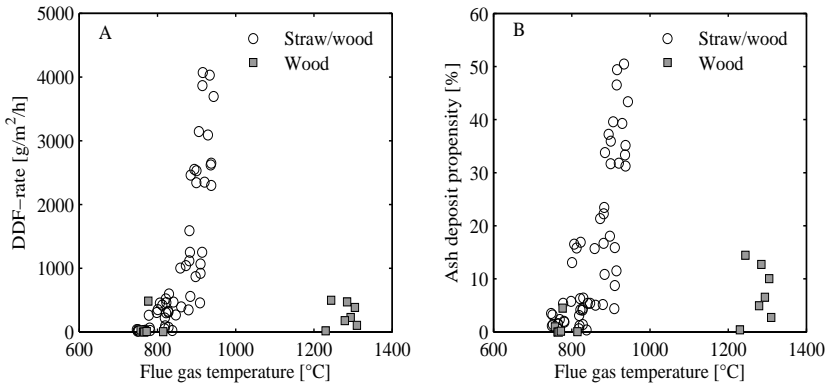 A
Straw/wood
Wood
DDF−rate [g/m²/h]
5000
4000
3000
2000
1000
0
600 800 1000 1200 1400
Flue gas temperature [°C]
B
Straw/wood
Wood
Ash deposit propensity [%]
60
50
40
30
20
10
0
600 800 1000 1200 1400
Flue gas temperature [°C]